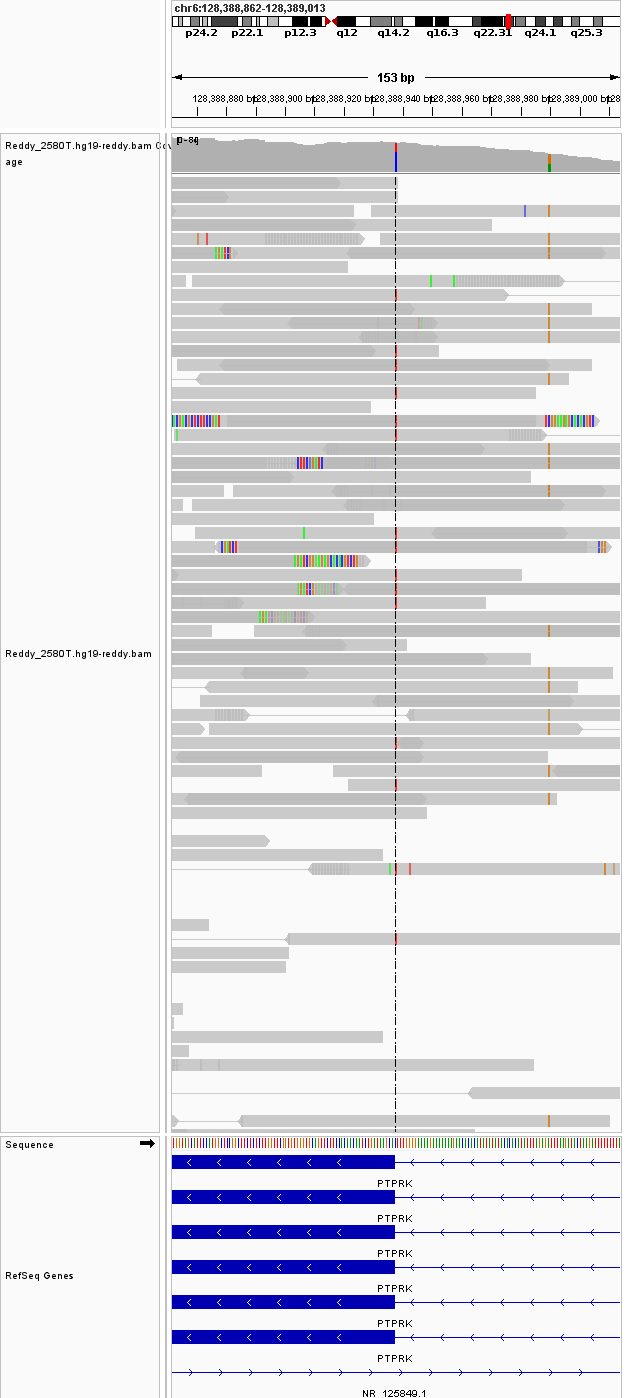 chr6:128,388,862-128,389,013
p24.2 p22.1 p12.3 q12 q14.2 q16.3 q22.31 q24.1 q25.3
153 bp
128,388,880 bp 128,388,900 bp 128,388,920 bp 128,388,940 bp 128,388,960 bp 128,388,980 bp 128,389,000 bp
Reddy_2580T.hg19-reddy.bam Cov
age
Reddy_2580T.hg19-reddy.bam
Sequence
PTPRK
PTPRK
PTPRK
RefSeq Genes
PTPRK
PTPRK
PTPRK
NR_125849.1